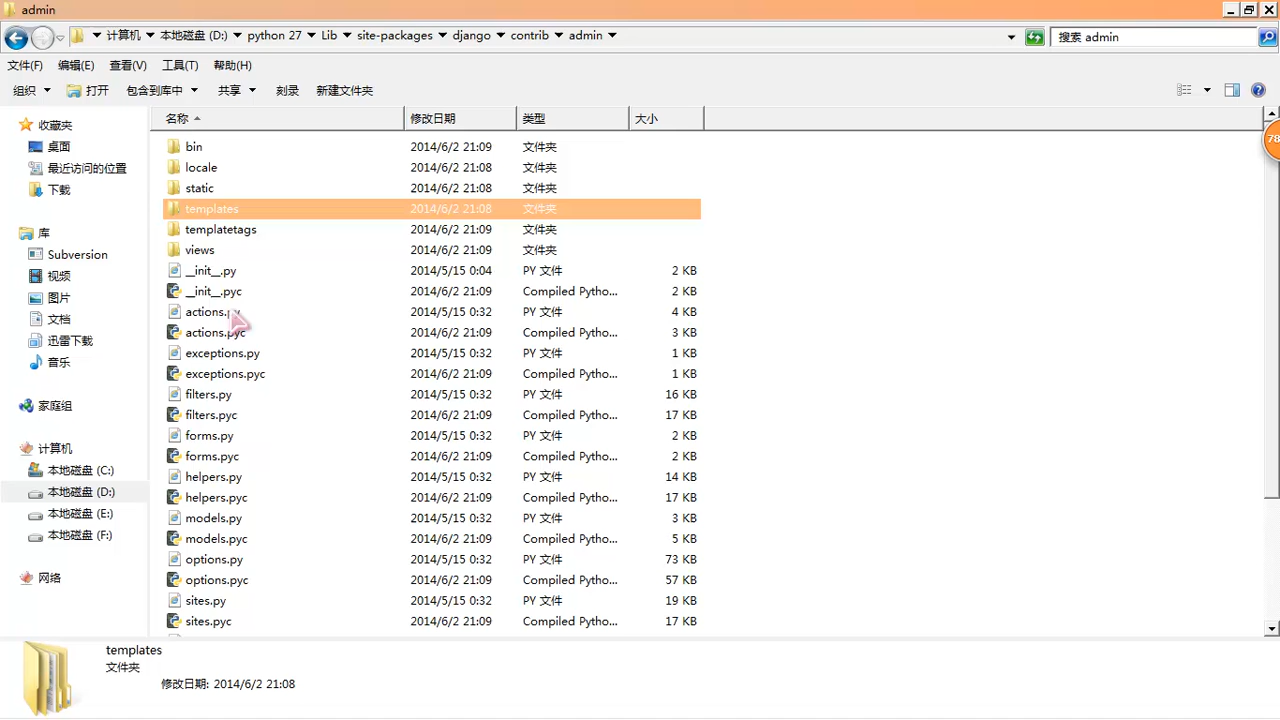 admin
计算机 本地磁盘 (D:) python 27 Lib site-packages django contrib admin 搜索 admin
文件(F) 编辑(E) 查看(V) 工具(T) 帮助(H)
组织 打开 包含到库中 共享 刻录 新建文件夹
名称 修改日期 类型 大小
收藏夹
桌面
最近访问的位置
下载
库
Subversion
视频
图片
文档
迅雷下载
音乐
家庭组
计算机
本地磁盘 (C:)
本地磁盘 (D:)
本地磁盘 (E:)
本地磁盘 (F:)
网络
bin 2014/6/2 21:09 文件夹
locale 2014/6/2 21:09 文件夹
static 2014/6/2 21:08 文件夹
templates 2014/6/2 21:08 文件夹
templatetags 2014/6/2 21:09 文件夹
views 2014/6/2 21:09 文件夹
__init__.py 2014/5/15 0:04 PY 文件 2 KB
__init__.pyc 2014/6/2 21:09 Compiled Pytho... 2 KB
actions.py 2014/5/15 0:32 PY 文件 4 KB
actions.pyc 2014/6/2 21:09 Compiled Pytho... 3 KB
exceptions.py 2014/5/15 0:32 PY 文件 1 KB
exceptions.pyc 2014/6/2 21:09 Compiled Pytho... 1 KB
filters.py 2014/5/15 0:32 PY 文件 16 KB
filters.pyc 2014/6/2 21:09 Compiled Pytho... 17 KB
forms.py 2014/5/15 0:32 PY 文件 2 KB
forms.pyc 2014/6/2 21:09 Compiled Pytho... 2 KB
helpers.py 2014/5/15 0:32 PY 文件 14 KB
helpers.pyc 2014/6/2 21:09 Compiled Pytho... 17 KB
models.py 2014/5/15 0:32 PY 文件 3 KB
models.pyc 2014/6/2 21:09 Compiled Pytho... 5 KB
options.py 2014/5/15 0:32 PY 文件 73 KB
options.pyc 2014/6/2 21:09 Compiled Pytho... 57 KB
sites.py 2014/5/15 0:32 PY 文件 19 KB
sites.pyc 2014/6/2 21:09 Compiled Pytho... 17 KB
78
templates
文件夹
修改日期: 2014/6/2 21:08